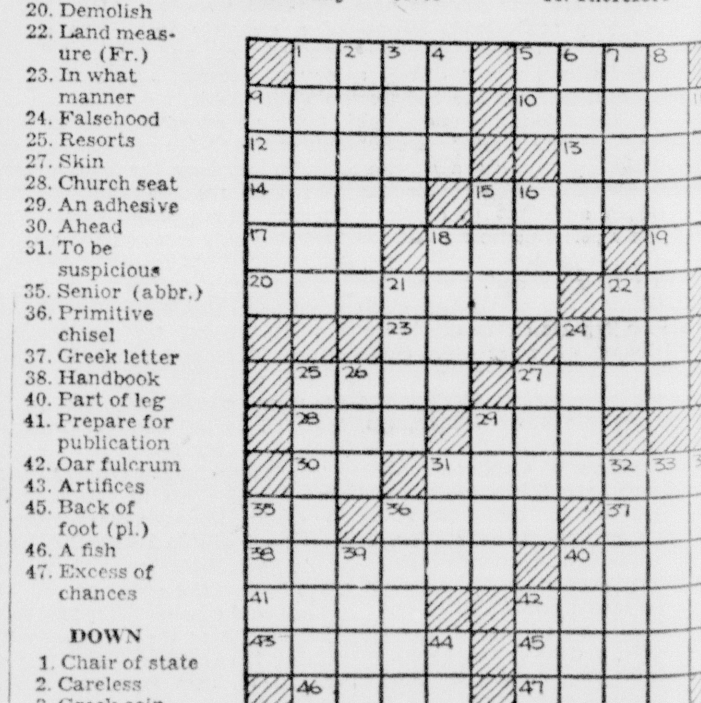 20. Demolish
22. Land meas-
ure (Fr.)
23. In what
manner
24. Falsehood
25. Resorts
27. Skin
28. Church seat
29. An adhesive
30. Ahead
31. To be
suspicious
35. Senior (abbr.)
36. Primitive
chisel
37. Greek letter
38. Handbook
40. Part of leg
41. Prepare for
publication
42. Oar fulcrum
43. Artifices
45. Back of
foot (pl.)
46. A fish
47. Excess of
chances
DOWN
1. Chair of state
2. Careless
1 2 3 4 5 6 7 8
9 10
12 13
14 15 16
17 18 19
20 21 22
23 24
25 26 27
28 29
30 31 32 33
35 36 37
38 39 40
41 42
43 44 45
46 47